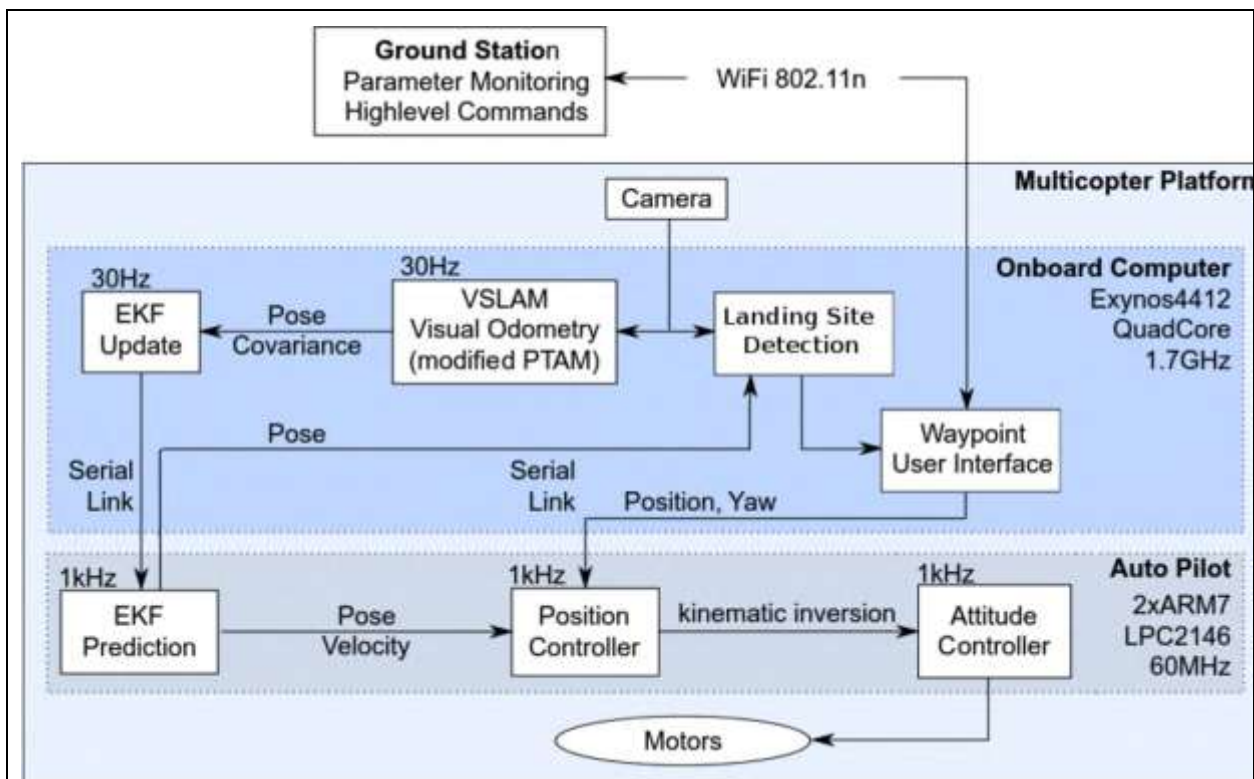 Ground Station
Parameter Monitoring
Highlevel Commands
WiFi 802.11n
Multicopter Platform
Camera
Onboard Computer
Exynos4412
QuadCore
1.7GHz
30Hz
EKF
Update
Pose
Covariance
30Hz
VSLAM
Visual Odometry
(modified PTAM)
Landing Site
Detection
Pose
Waypoint
User Interface
Serial
Link
Serial
Link
Position, Yaw
Auto Pilot
2xARM7
LPC2146
60MHz
1kHz
EKF
Prediction
Pose
Velocity
1kHz
Position
Controller
kinematic inversion
1kHz
Attitude
Controller
Motors